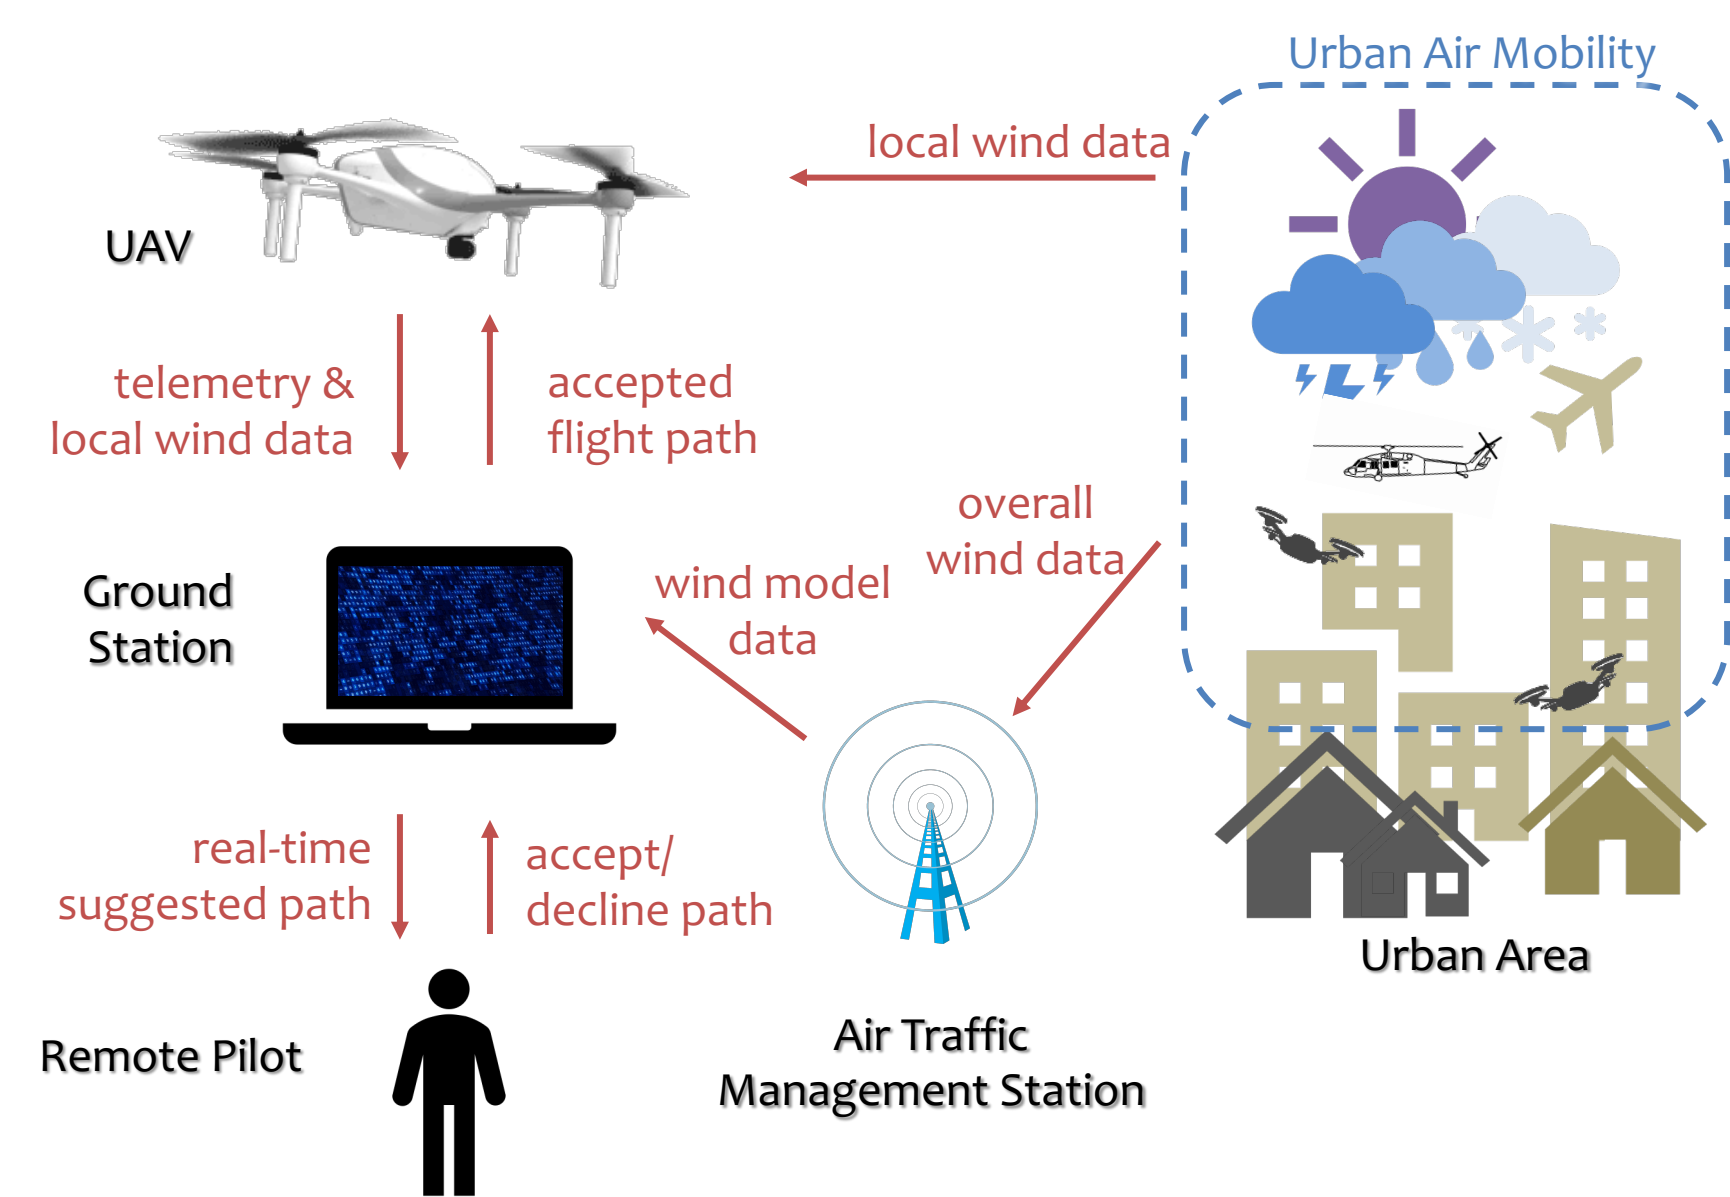 Urban Air Mobility
local wind data
UAV
telemetry &
local wind data
accepted
flight path
overall
wind data
wind model
data
Ground
Station
real-time
suggested path
accept/
decline path
Urban Area
Remote Pilot
Air Traffic
Management Station